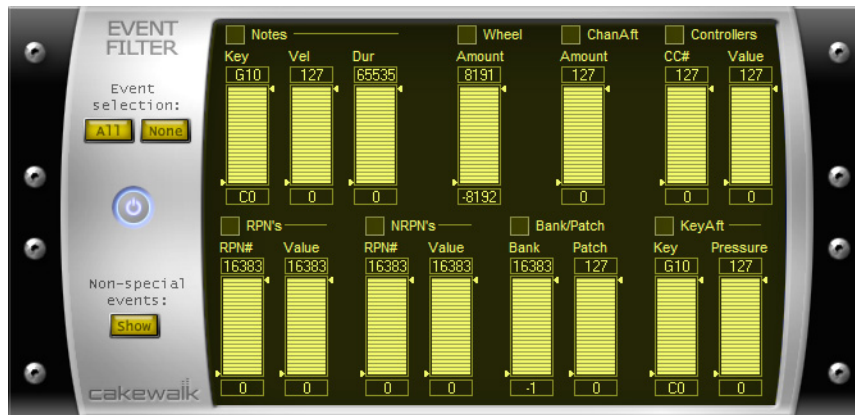 EVENT
FILTER
Event
selection:
All None
Non-special
events:
Show
cakewalk
Notes Wheel ChanAft Controllers
Key Vel Dur Amount Amount CC# Value
G10 127 65535 8191 127 127 127
C0 0 0 -8192 0 0 0
RPN's NRPN's Bank/Patch KeyAft
RPN# Value RPN# Value Bank Patch Key Pressure
16383 16383 16383 16383 16383 127 G10 127
0 0 0 0 -1 0 C0 0